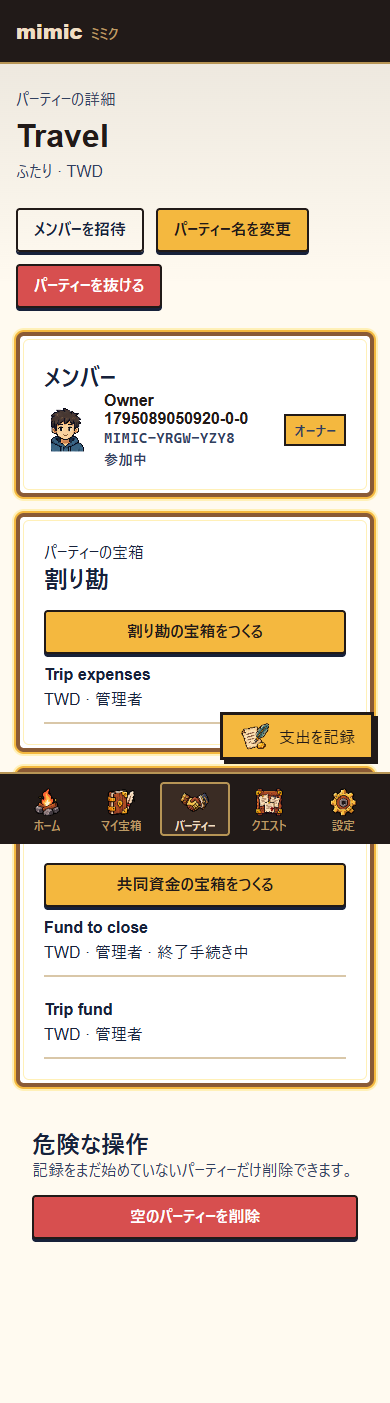 mimic ミミク
パーティーの詳細
Travel
ふたり · TWD
メンバーを招待
パーティー名を変更
パーティーを抜ける
メンバー
Owner
1795089050920-0-0
MIMIC-YRGW-YZY8
参加中
オーナー
パーティーの宝箱
割り勘
割り勘の宝箱をつくる
Trip expenses
TWD · 管理者
支出を記録
ホーム
マイ宝箱
パーティー
クエスト
設定
共同資金の宝箱をつくる
Fund to close
TWD · 管理者 · 終了手続き中
Trip fund
TWD · 管理者
危険な操作
記録をまだ始めていないパーティーだけ削除できます。
空のパーティーを削除